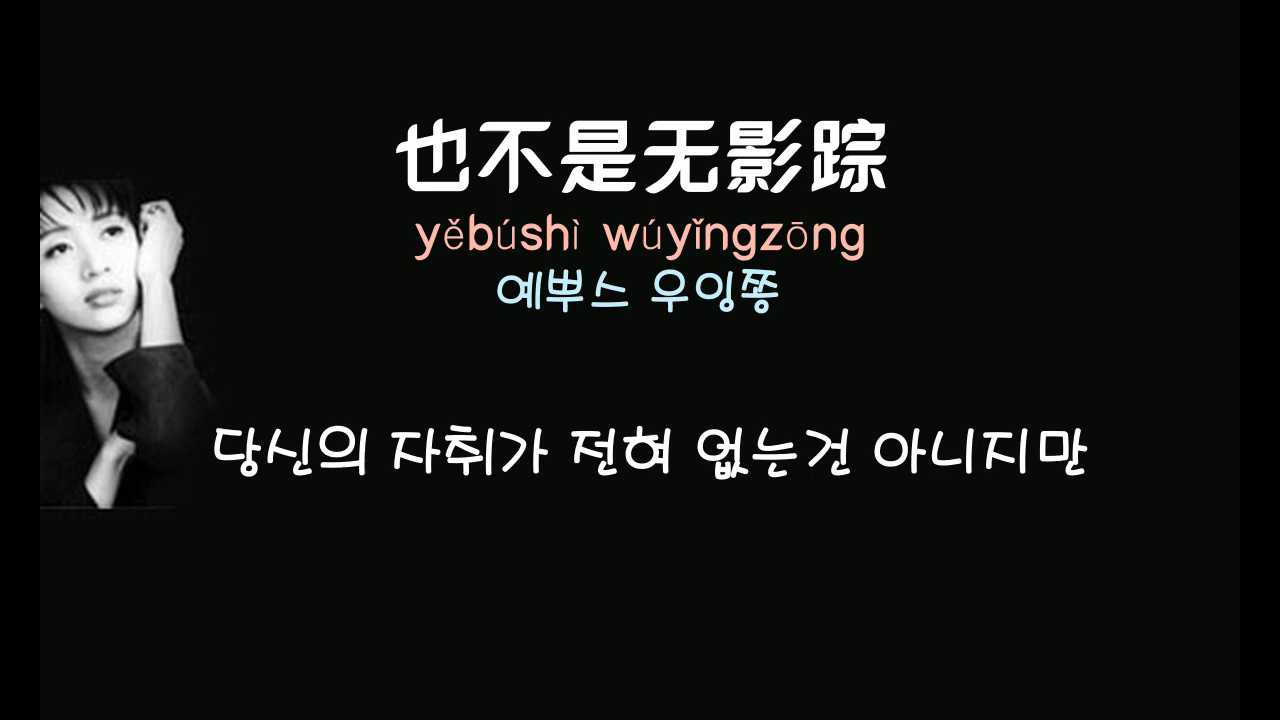 也不是无影踪
yěbúshì wúyǐngzōng
예뿌스 우잉쫑
당신의 자취가 전혀 없는건 아니지만